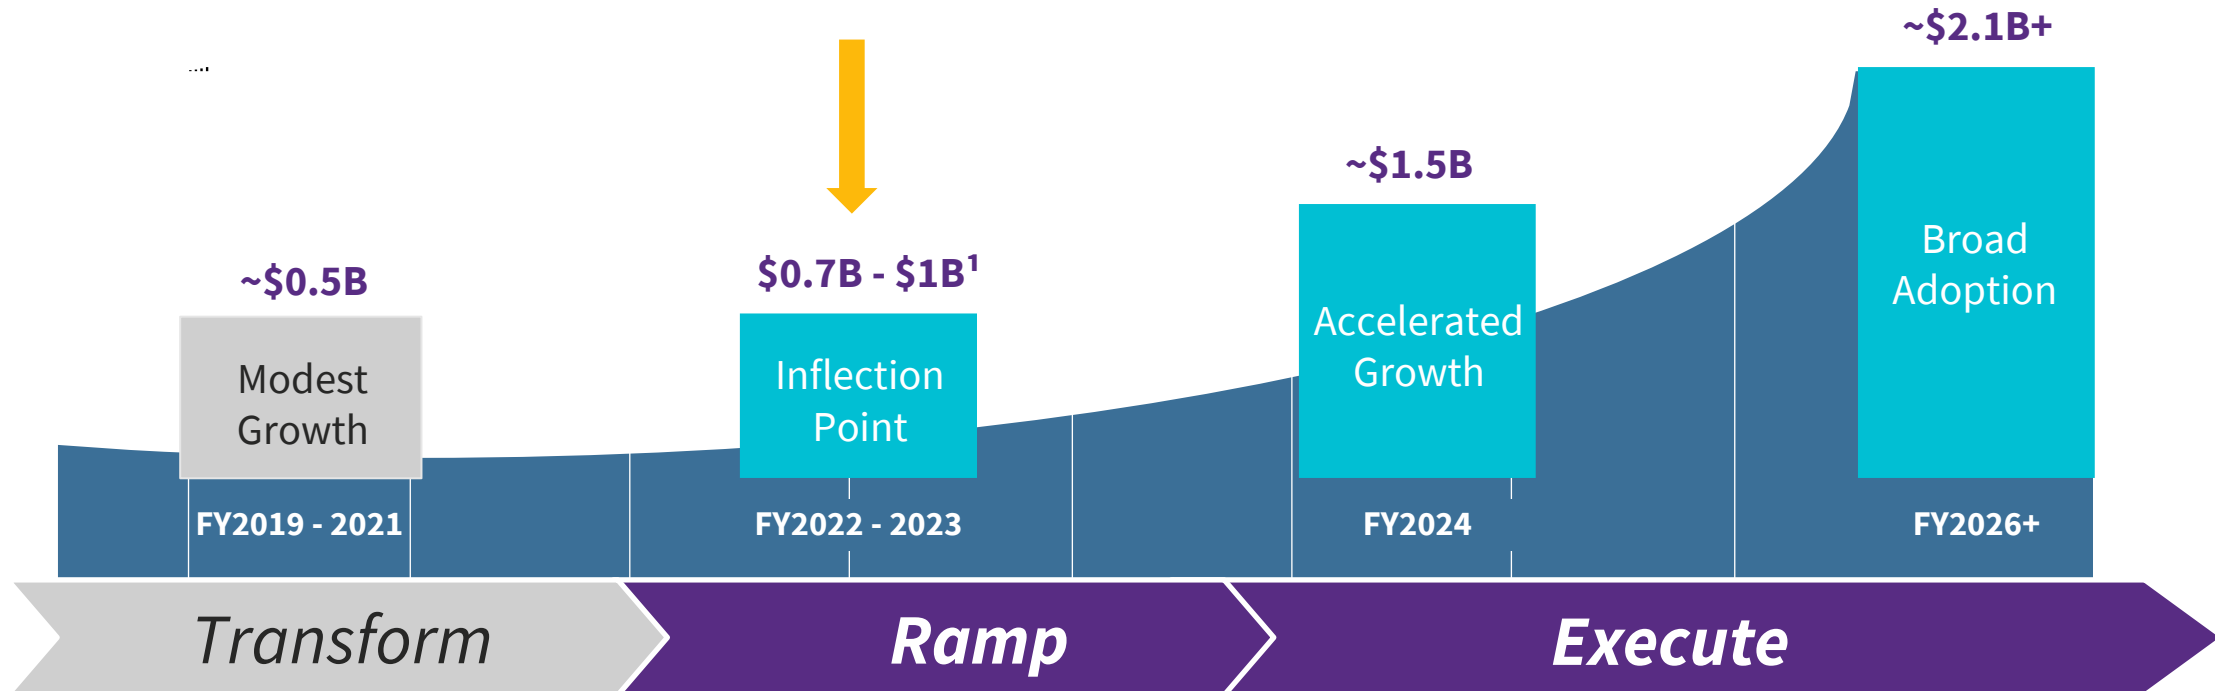 ~$2.1B+
~$1.5B
$0.7B - $1B¹
~$0.5B
Broad
Adoption
Accelerated
Growth
Inflection
Point
Modest
Growth
FY2019 - 2021
FY2022 - 2023
FY2024
FY2026+
Transform
Ramp
Execute